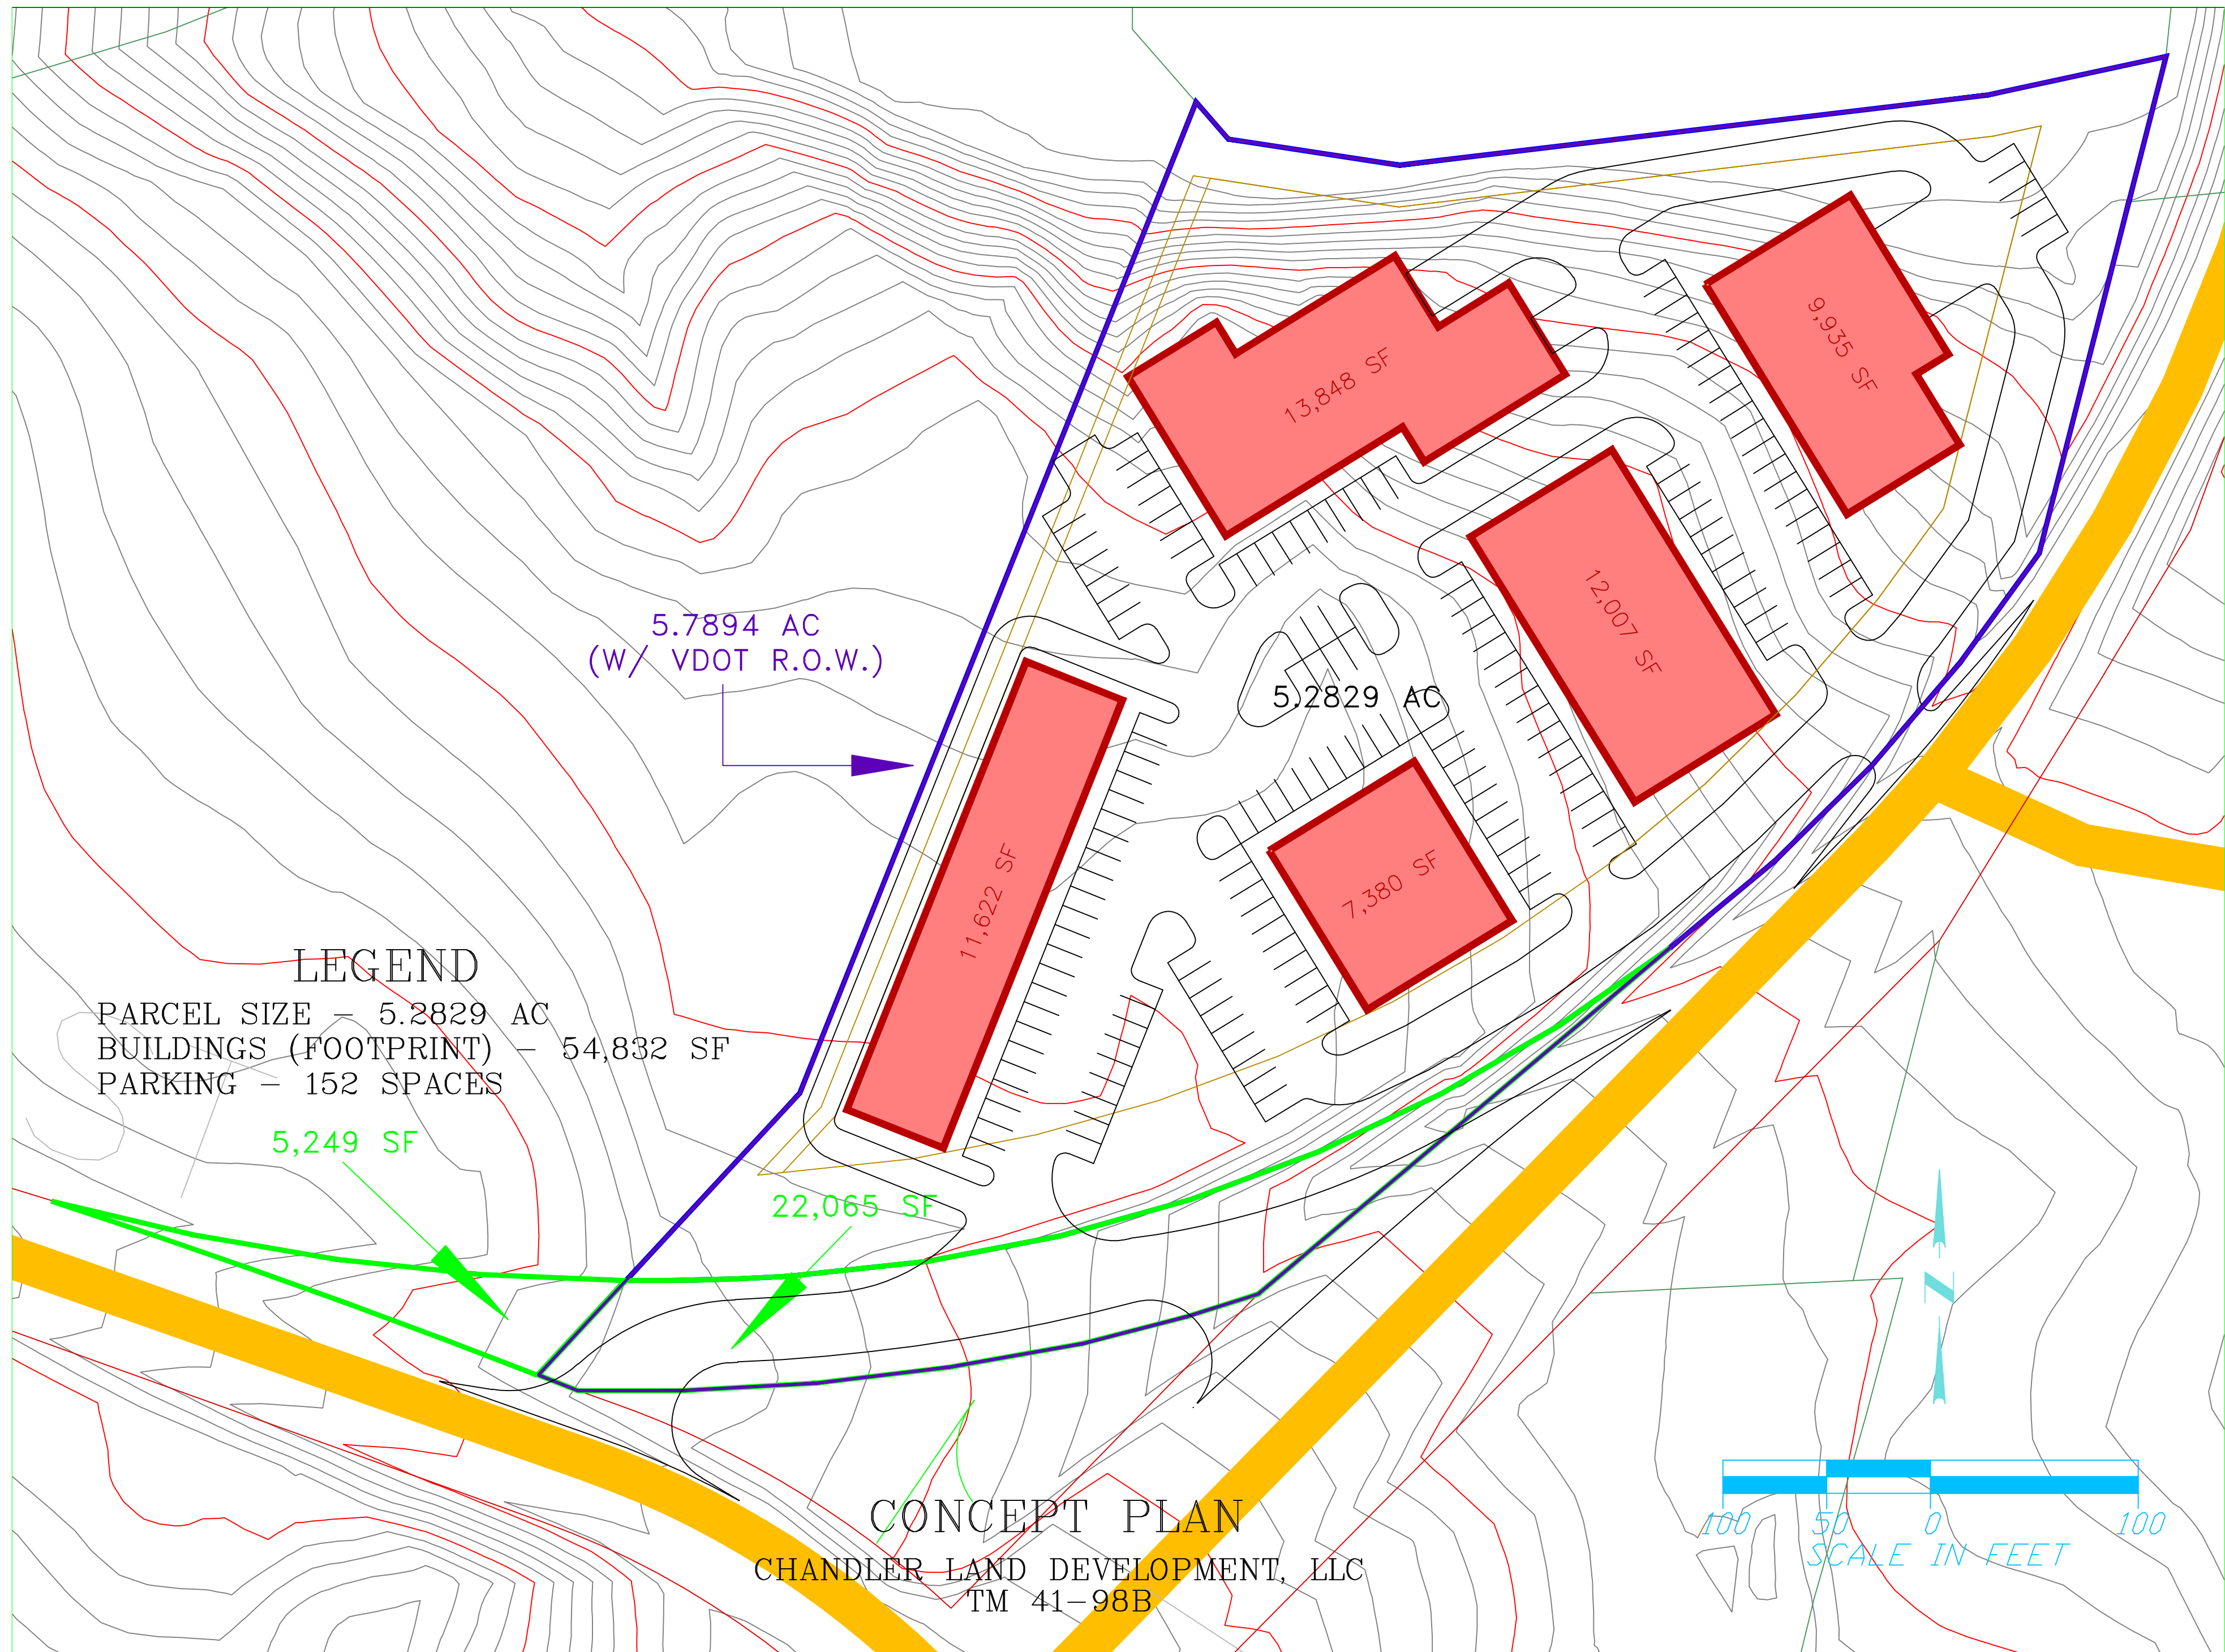 13,848 SF
9,935 SF
12,007 SF
5.7894 AC
(W/ VDOT R.O.W.)
5.2829 AC
11,622 SF
7,380 SF
LEGEND
PARCEL SIZE – 5.2829 AC
BUILDINGS (FOOTPRINT) – 54,832 SF
PARKING – 152 SPACES
5,249 SF
22,065 SF
N
100 50 0 100
SCALE IN FEET
CONCEPT PLAN
CHANDLER LAND DEVELOPMENT, LLC
TM 41–98B